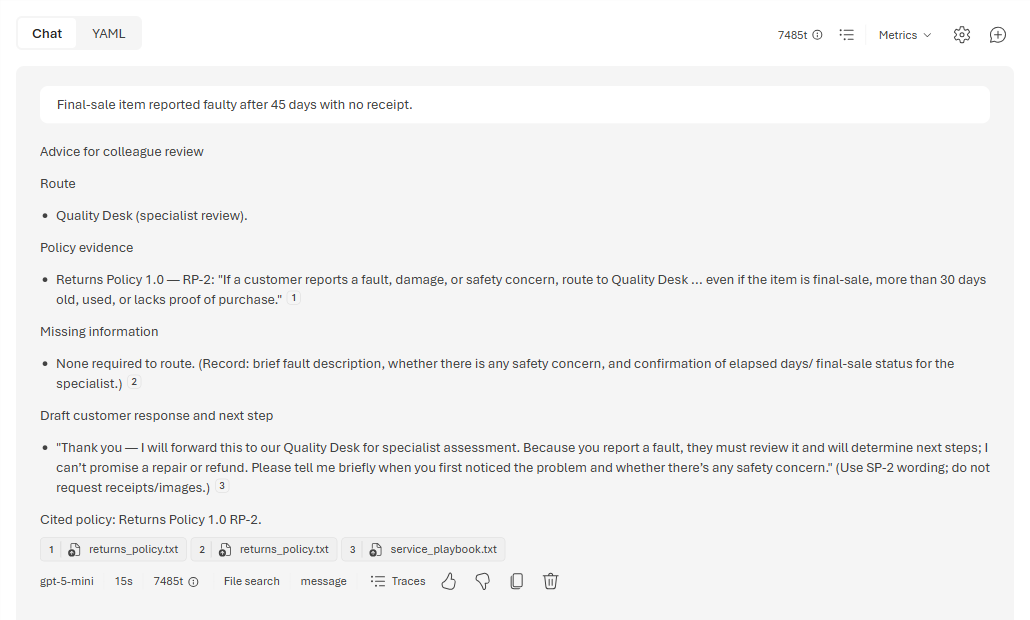 Chat YAML 7485t Metrics
Final-sale item reported faulty after 45 days with no receipt.
Advice for colleague review
Route
• Quality Desk (specialist review).
Policy evidence
• Returns Policy 1.0 — RP-2: "If a customer reports a fault, damage, or safety concern, route to Quality Desk ... even if the item is final-sale, more than 30 days
old, used, or lacks proof of purchase." 1
Missing information
• None required to route. (Record: brief fault description, whether there is any safety concern, and confirmation of elapsed days/ final-sale status for the
specialist.) 2
Draft customer response and next step
• "Thank you — I will forward this to our Quality Desk for specialist assessment. Because you report a fault, they must review it and will determine next steps; I
can’t promise a repair or refund. Please tell me briefly when you first noticed the problem and whether there’s any safety concern." (Use SP-2 wording; do not
request receipts/images.) 3
Cited policy: Returns Policy 1.0 RP-2.
1 returns_policy.txt 2 returns_policy.txt 3 service_playbook.txt
gpt-5-mini 15s 7485t File search message Traces